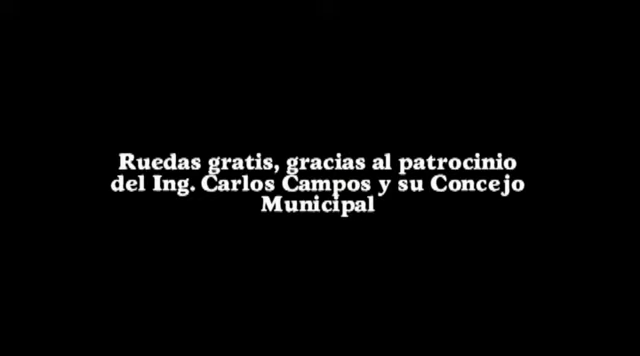 Ruedas gratis, gracias al patrocinio
del Ing. Carlos Campos y su Concejo
Municipal